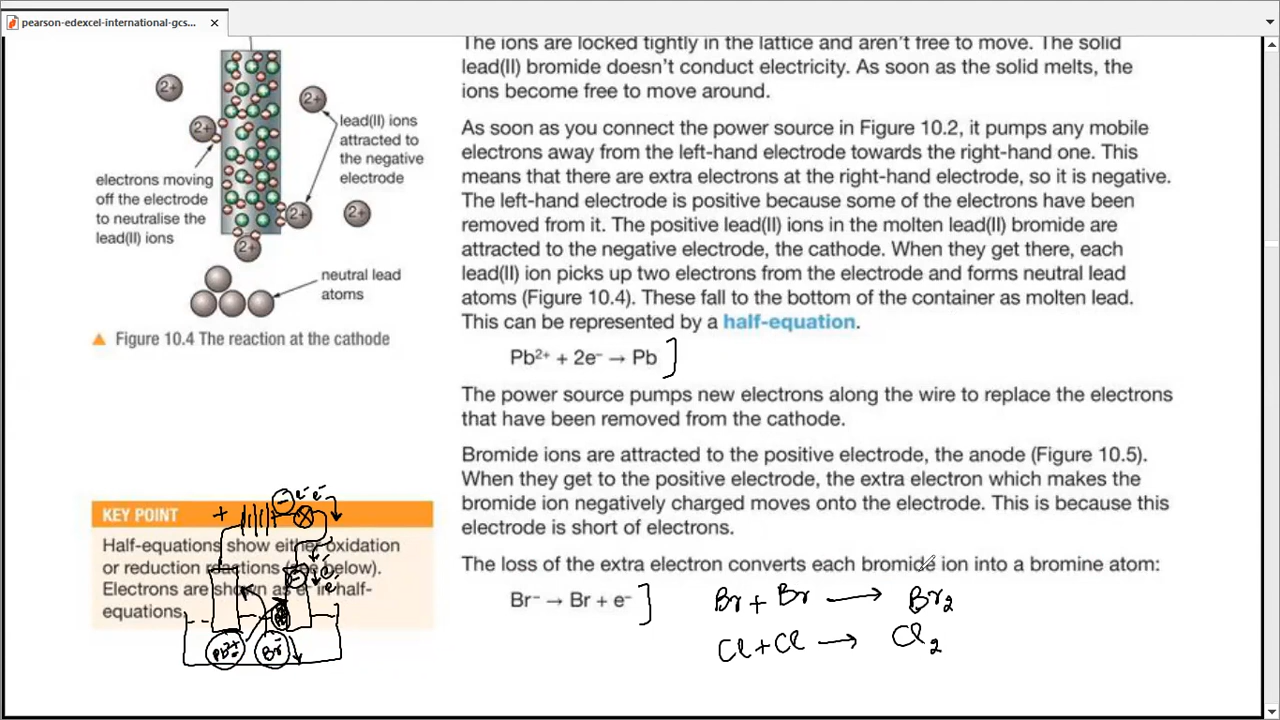 pearson-edexcel-international-gcs...
The ions are locked tightly in the lattice and aren't free to move. The solid
lead(II) bromide doesn't conduct electricity. As soon as the solid melts, the
ions become free to move around.
2+
2+
2+
lead(II) ions
attracted to
the negative
electrode
electrons moving
off the electrode
to neutralise the
lead(II) ions
2+
2+
2+
neutral lead
atoms
▲ Figure 10.4 The reaction at the cathode
As soon as you connect the power source in Figure 10.2, it pumps any mobile
electrons away from the left-hand electrode towards the right-hand one. This
means that there are extra electrons at the right-hand electrode, so it is negative.
The left-hand electrode is positive because some of the electrons have been
removed from it. The positive lead(II) ions in the molten lead(II) bromide are
attracted to the negative electrode, the cathode. When they get there, each
lead(II) ion picks up two electrons from the electrode and forms neutral lead
atoms (Figure 10.4). These fall to the bottom of the container as molten lead.
This can be represented by a half-equation.
Pb²⁺ + 2e⁻ → Pb ]
The power source pumps new electrons along the wire to replace the electrons
that have been removed from the cathode.
Bromide ions are attracted to the positive electrode, the anode (Figure 10.5).
When they get to the positive electrode, the extra electron which makes the
bromide ion negatively charged moves onto the electrode. This is because this
electrode is short of electrons.
The loss of the extra electron converts each bromide ion into a bromine atom:
Br⁻ → Br + e⁻ ]
Br + Br → Br₂
Cl + Cl → Cl₂
KEY POINT
Half-equations show either oxidation
or reduction reactions (see below).
Electrons are shown as e⁻ in half-
equations.
+
− e⁻ e⁻
− e⁻
e⁻
Pb²⁺ Br⁻